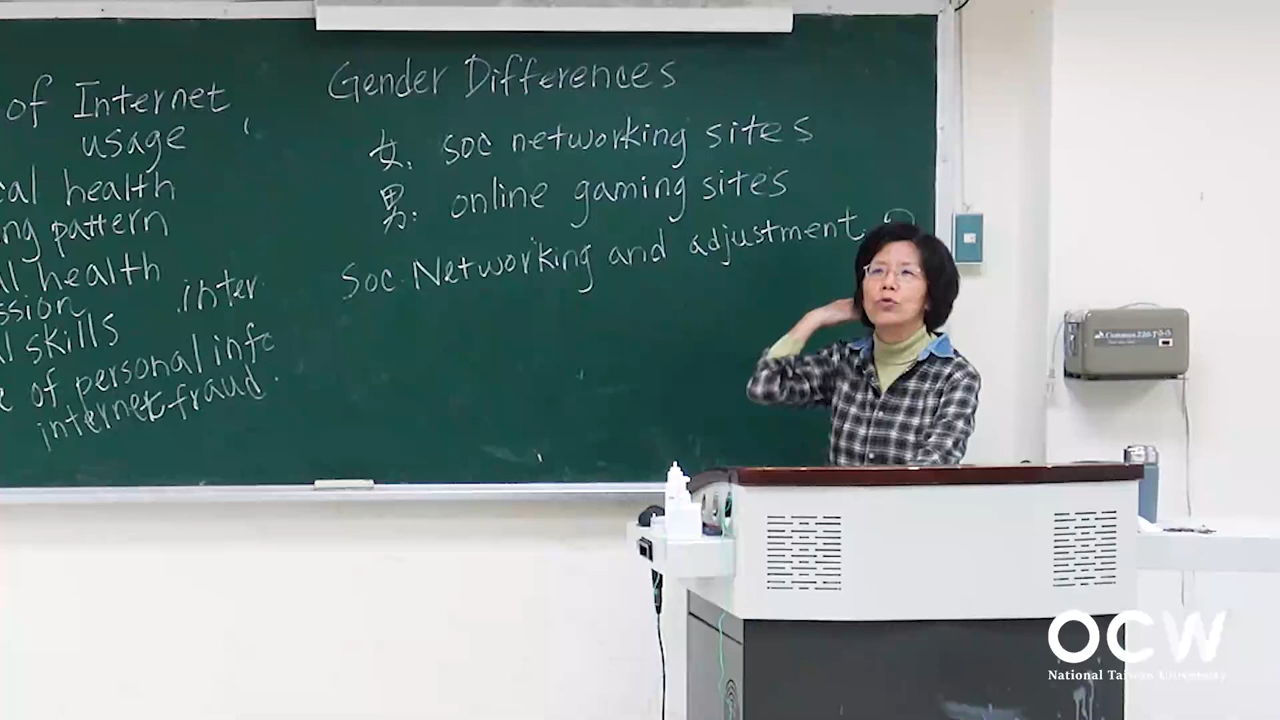 of Internet
usage
cal health
ng pattern
l health
ssion inter
l skills
e of personal info
internet fraud.
Gender Differences
女: soc networking sites
男: online gaming sites
Soc. Networking and adjustment
OCW
National Taiwan University